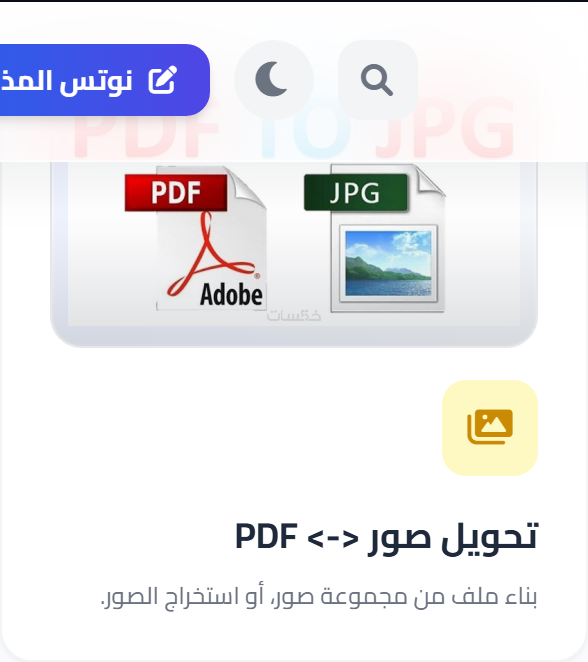 نوتس المذ
PDF TO JPG
PDF JPG
Adobe
خمسات
تحويل صور <-> PDF
بناء ملف من مجموعة صور، أو استخراج الصور.